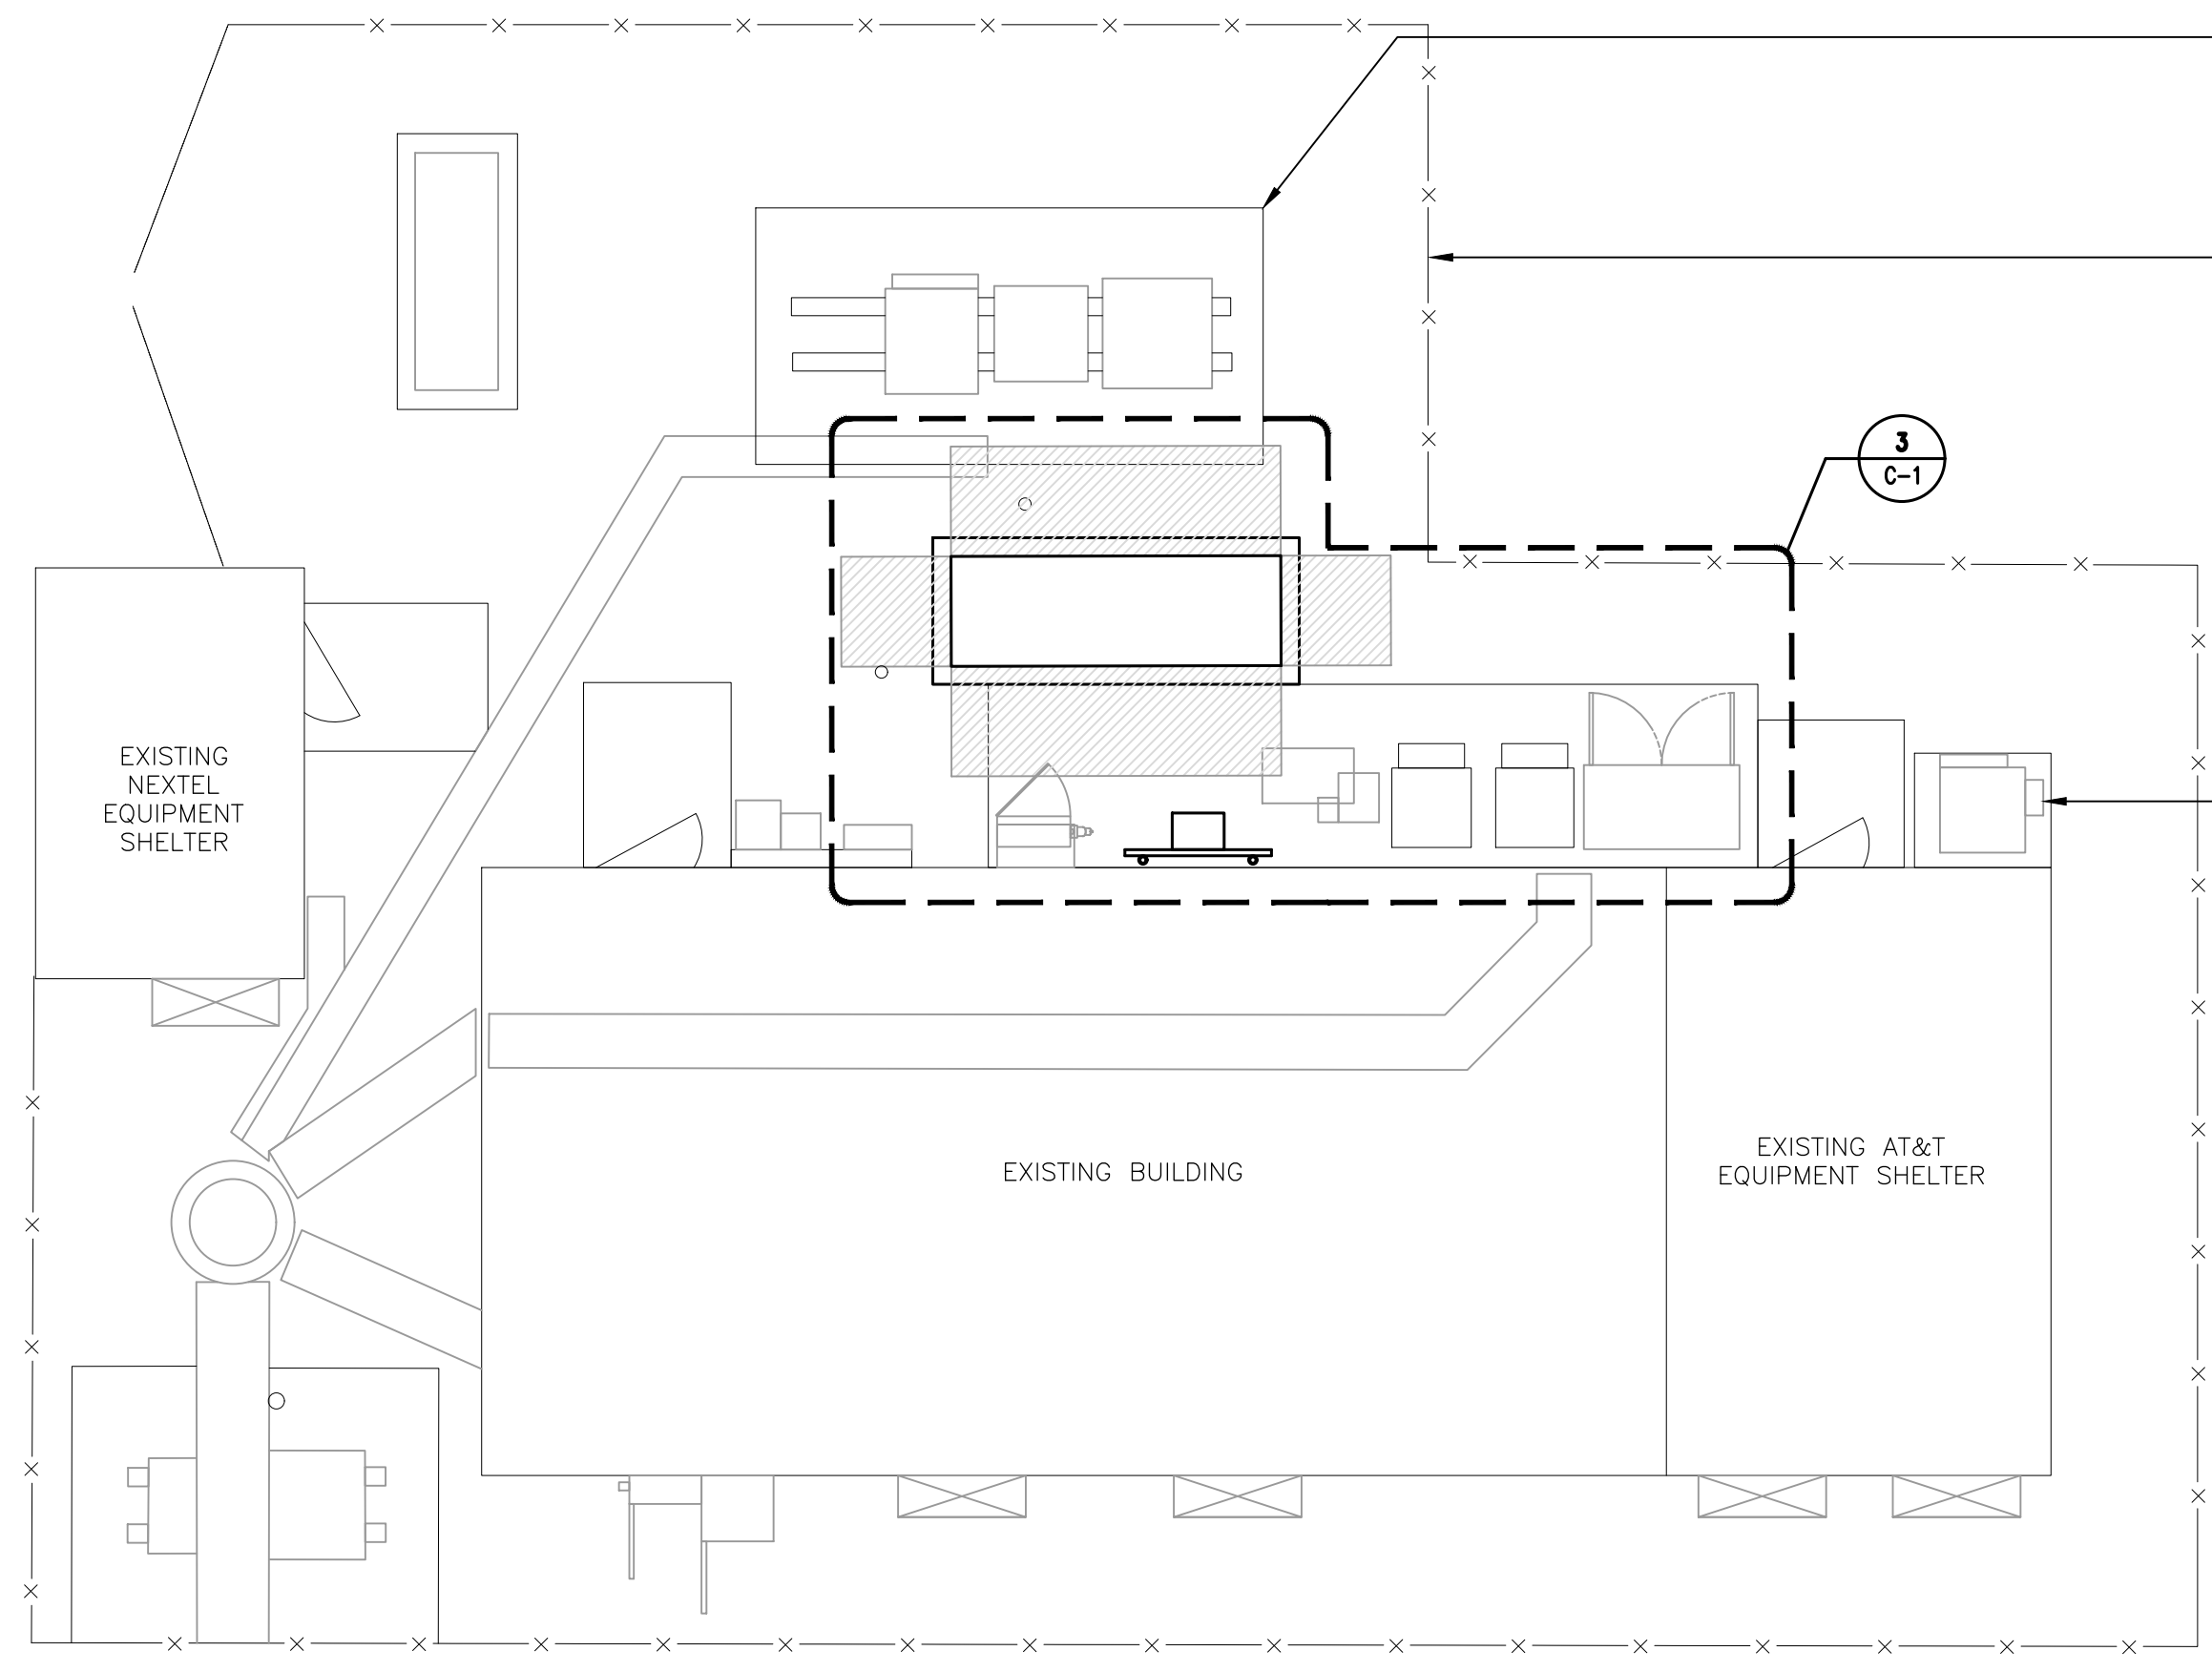 3
C-1
EXISTING
NEXTEL
EQUIPMENT
SHELTER
EXISTING BUILDING
EXISTING AT&T
EQUIPMENT SHELTER